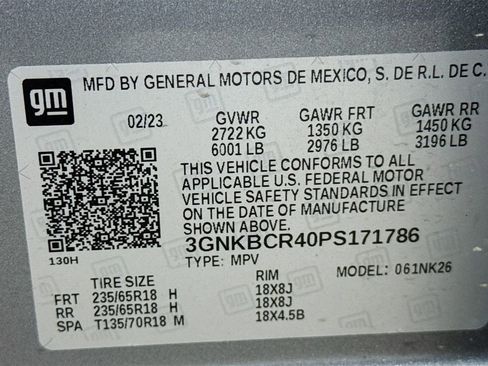 gm
MFD BY GENERAL MOTORS DE MEXICO, S. DE R.L. DE C.
02/23 GVWR GAWR FRT GAWR RR
2722 KG 1350 KG 1450 KG
6001 LB 2976 LB 3196 LB
THIS VEHICLE CONFORMS TO ALL
APPLICABLE U.S. FEDERAL MOTOR
VEHICLE SAFETY STANDARDS IN EFFECT
ON THE DATE OF MANUFACTURE
SHOWN ABOVE.
3GNKBCR40PS171786
130H TYPE: MPV MODEL: 061NK26
TIRE SIZE RIM
FRT 235/65R18 H 18X8J
RR 235/65R18 H 18X8J
SPA T135/70R18 M 18X4.5B